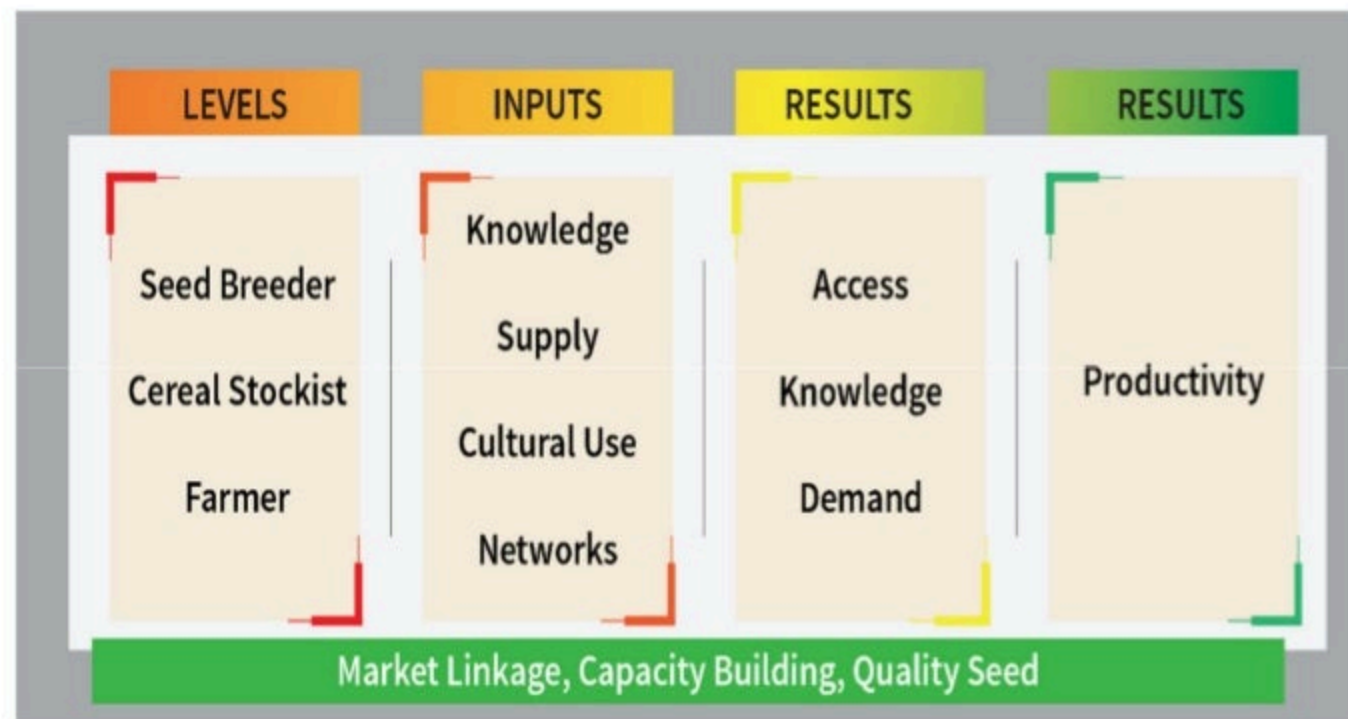 LEVELS
Seed Breeder
Cereal Stockist
Farmer
INPUTS
Knowledge
Supply
Cultural Use
Networks
RESULTS
Access
Knowledge
Demand
RESULTS
Productivity
Market Linkage, Capacity Building, Quality Seed